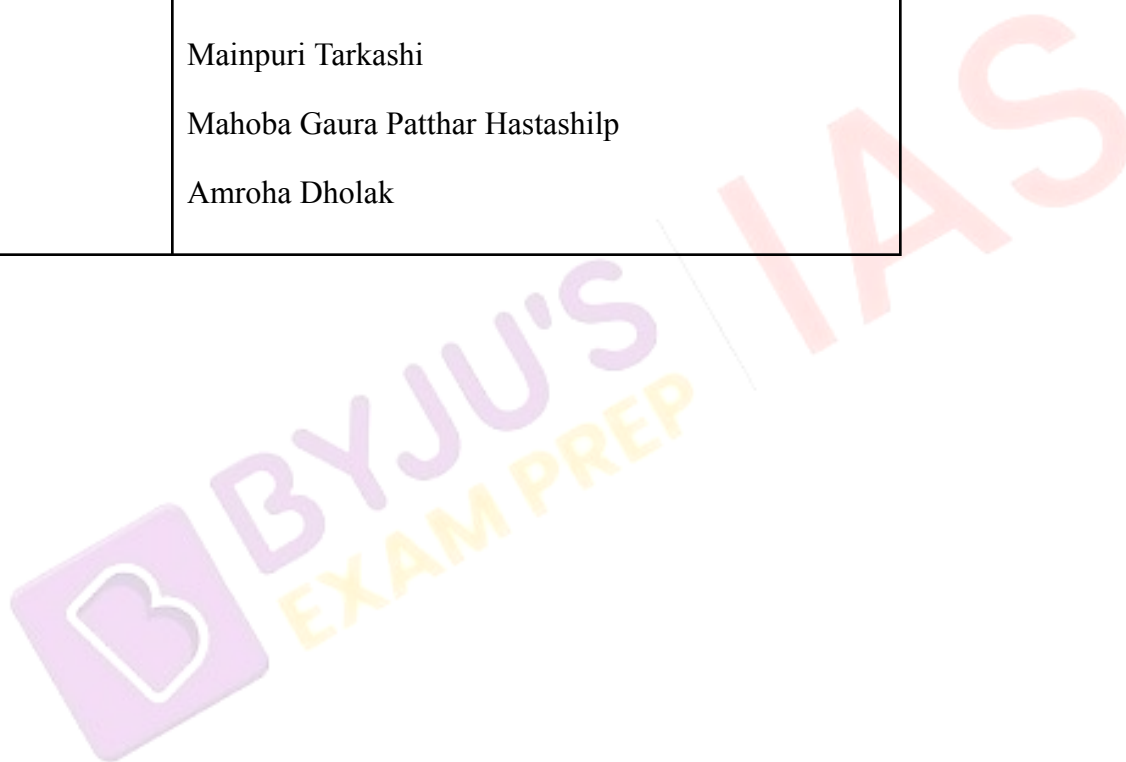 Mainpuri Tarkashi
Mahoba Gaura Patthar Hastashilp
Amroha Dholak
BYJU'S
EXAM PREP
IAS